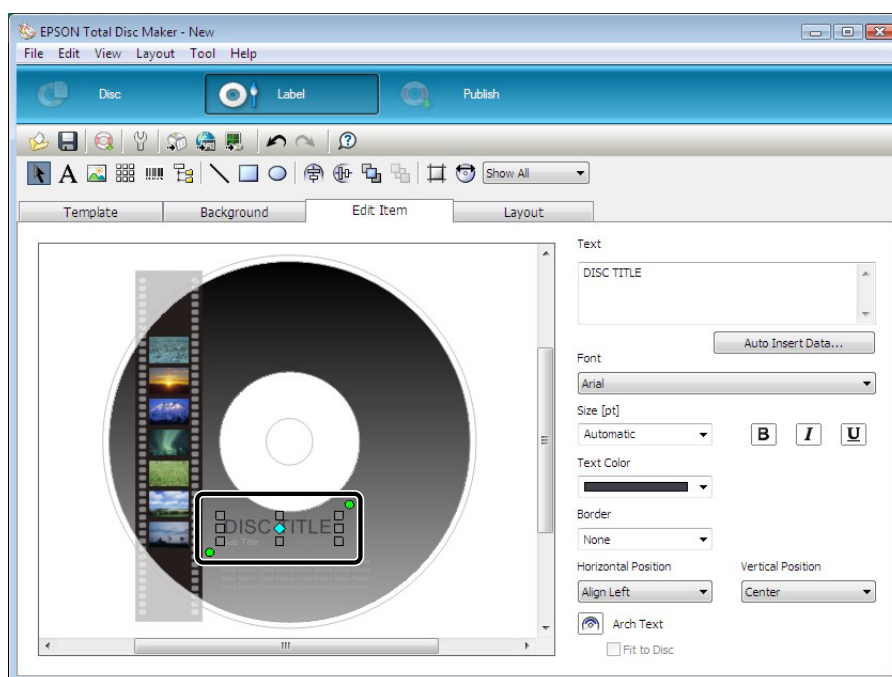 EPSON Total Disc Maker - New
File Edit View Layout Tool Help
Disc Label Publish
A Show All
Template Background Edit Item Layout
Text
DISC TITLE
Auto Insert Data...
Font
Arial
Size [pt]
Automatic B I U
Text Color
Border
None
Horizontal Position Vertical Position
Align Left Center
Arch Text
Fit to Disc
DISC TITLE
Sub Title